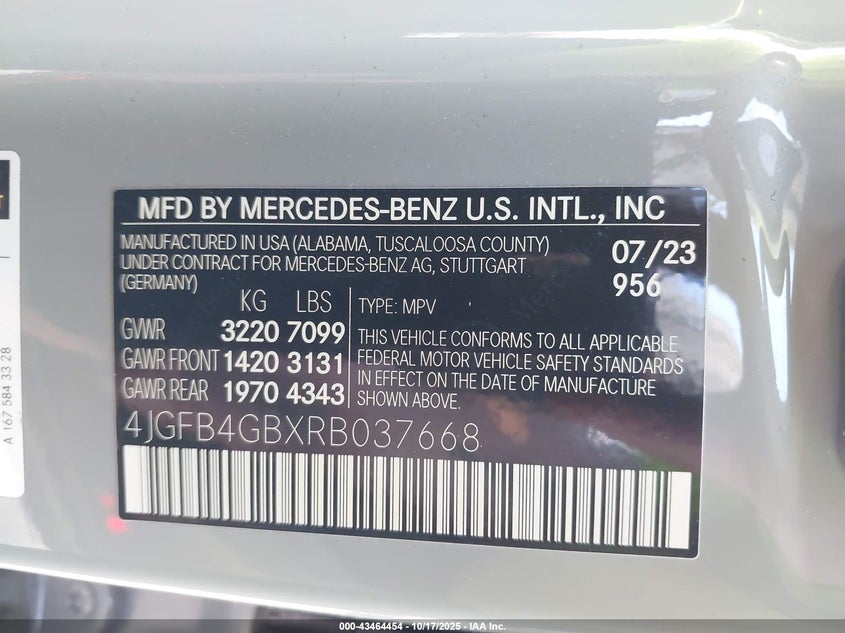 MFD BY MERCEDES-BENZ U.S. INTL., INC
MANUFACTURED IN USA (ALABAMA, TUSCALOOSA COUNTY)
UNDER CONTRACT FOR MERCEDES-BENZ AG, STUTTGART
(GERMANY)
07/23
956
KG LBS
GVWR 3220 7099
GAWR FRONT 1420 3131
GAWR REAR 1970 4343
TYPE: MPV
THIS VEHICLE CONFORMS TO ALL APPLICABLE
FEDERAL MOTOR VEHICLE SAFETY STANDARDS
IN EFFECT ON THE DATE OF MANUFACTURE
SHOWN ABOVE.
4JGFB4GBXRB037668
A 167 584 33 28
000-43464454 - 10/17/2025 - IAA Inc.